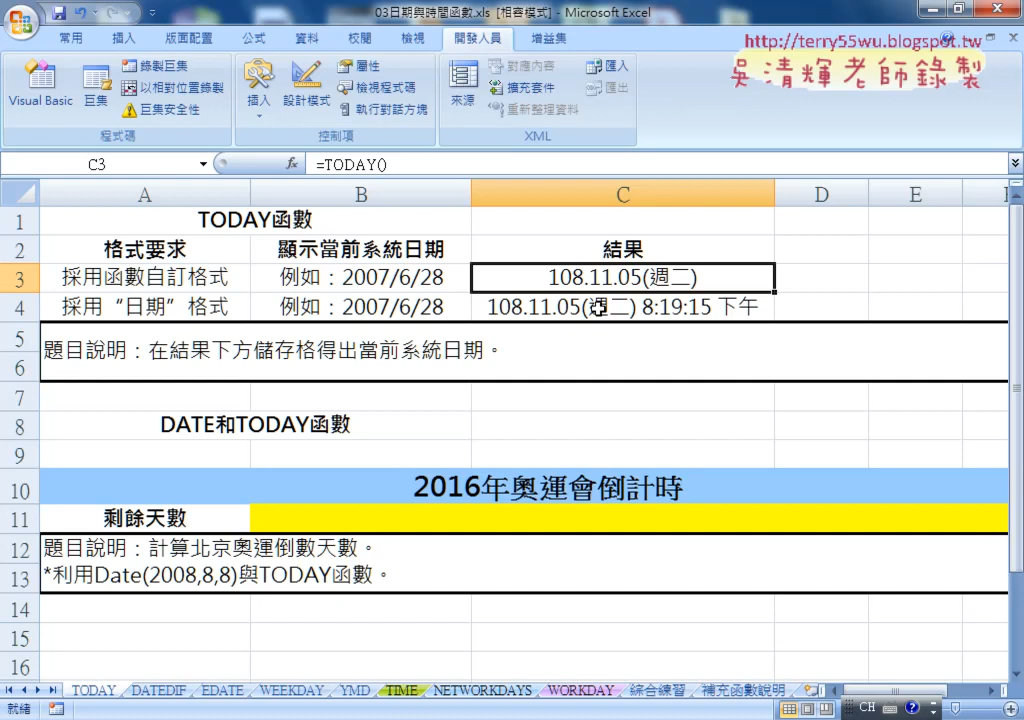 03日期與時間函數.xls [相容模式] - Microsoft Excel
常用 插入 版面配置 公式 資料 校閱 檢視 開發人員 增益集
http://terry55wu.blogspot.tw
吳清輝老師錄製
Visual Basic
巨集
錄製巨集
以相對位置錄製
巨集安全性
程式碼
插入
設計模式
屬性
檢視程式碼
執行對話方塊
控制項
來源
對應內容
擴充套件
重新整理資料
匯入
匯出
XML
C3
fx
=TODAY()
A B C D E
1 TODAY函數
2 格式要求 顯示當前系統日期 結果
3 採用函數自訂格式 例如：2007/6/28 108.11.05(週二)
4 採用“日期”格式 例如：2007/6/28 108.11.05(週二) 8:19:15 下午
5
題目說明：在結果下方儲存格得出當前系統日期。
6
7
8 DATE和TODAY函數
9
10 2016年奧運會倒計時
11 剩餘天數
12 題目說明：計算北京奧運倒數天數。
13 *利用Date(2008,8,8)與TODAY函數。
14
15
16
TODAY DATEDIF EDATE WEEKDAY YMD TIME NETWORKDAYS WORKDAY 綜合練習 補充函數說明
就緒
CH